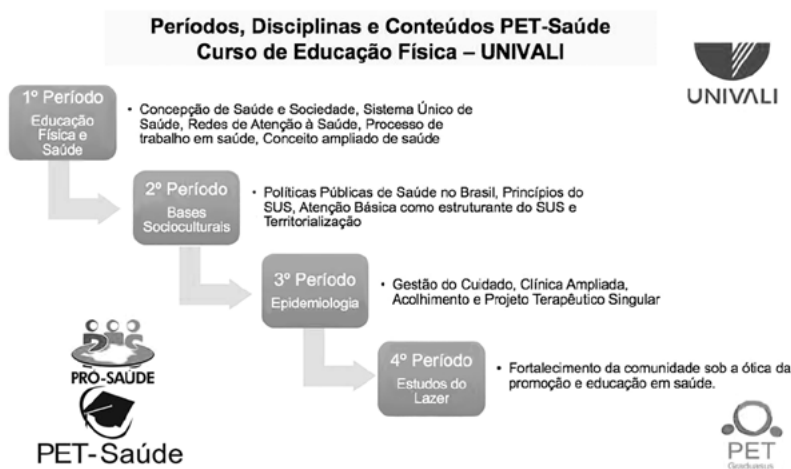 Períodos, Disciplinas e Conteúdos PET-Saúde
Curso de Educação Física – UNIVALI
UNIVALI
1º Período
Educação
Física e
Saúde
• Concepção de Saúde e Sociedade, Sistema Único de
Saúde, Redes de Atenção à Saúde, Processo de
trabalho em saúde, Conceito ampliado de saúde
2º Período
Bases
Socioculturais
• Políticas Públicas de Saúde no Brasil, Princípios do
SUS, Atenção Básica como estruturante do SUS e
Territorialização
3º Período
Epidemiologia
• Gestão do Cuidado, Clínica Ampliada,
Acolhimento e Projeto Terapêutico Singular
4º Período
Estudos do
Lazer
• Fortalecimento da comunidade sob a ótica da
promoção e educação em saúde.
PRÓ-SAÚDE
PET-Saúde
PET